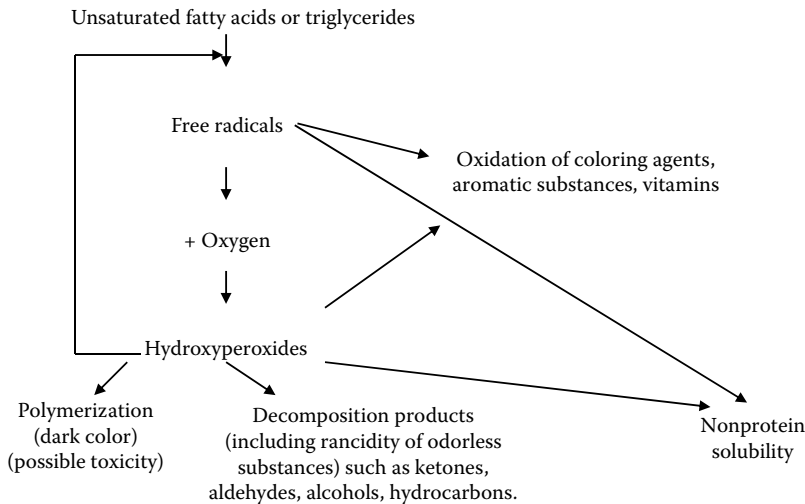 Unsaturated fatty acids or triglycerides
Free radicals
Oxidation of coloring agents,
aromatic substances, vitamins
+ Oxygen
Hydroxyperoxides
Polymerization
(dark color)
(possible toxicity)
Decomposition products
(including rancidity of odorless
substances) such as ketones,
aldehydes, alcohols, hydrocarbons.
Nonprotein
solubility